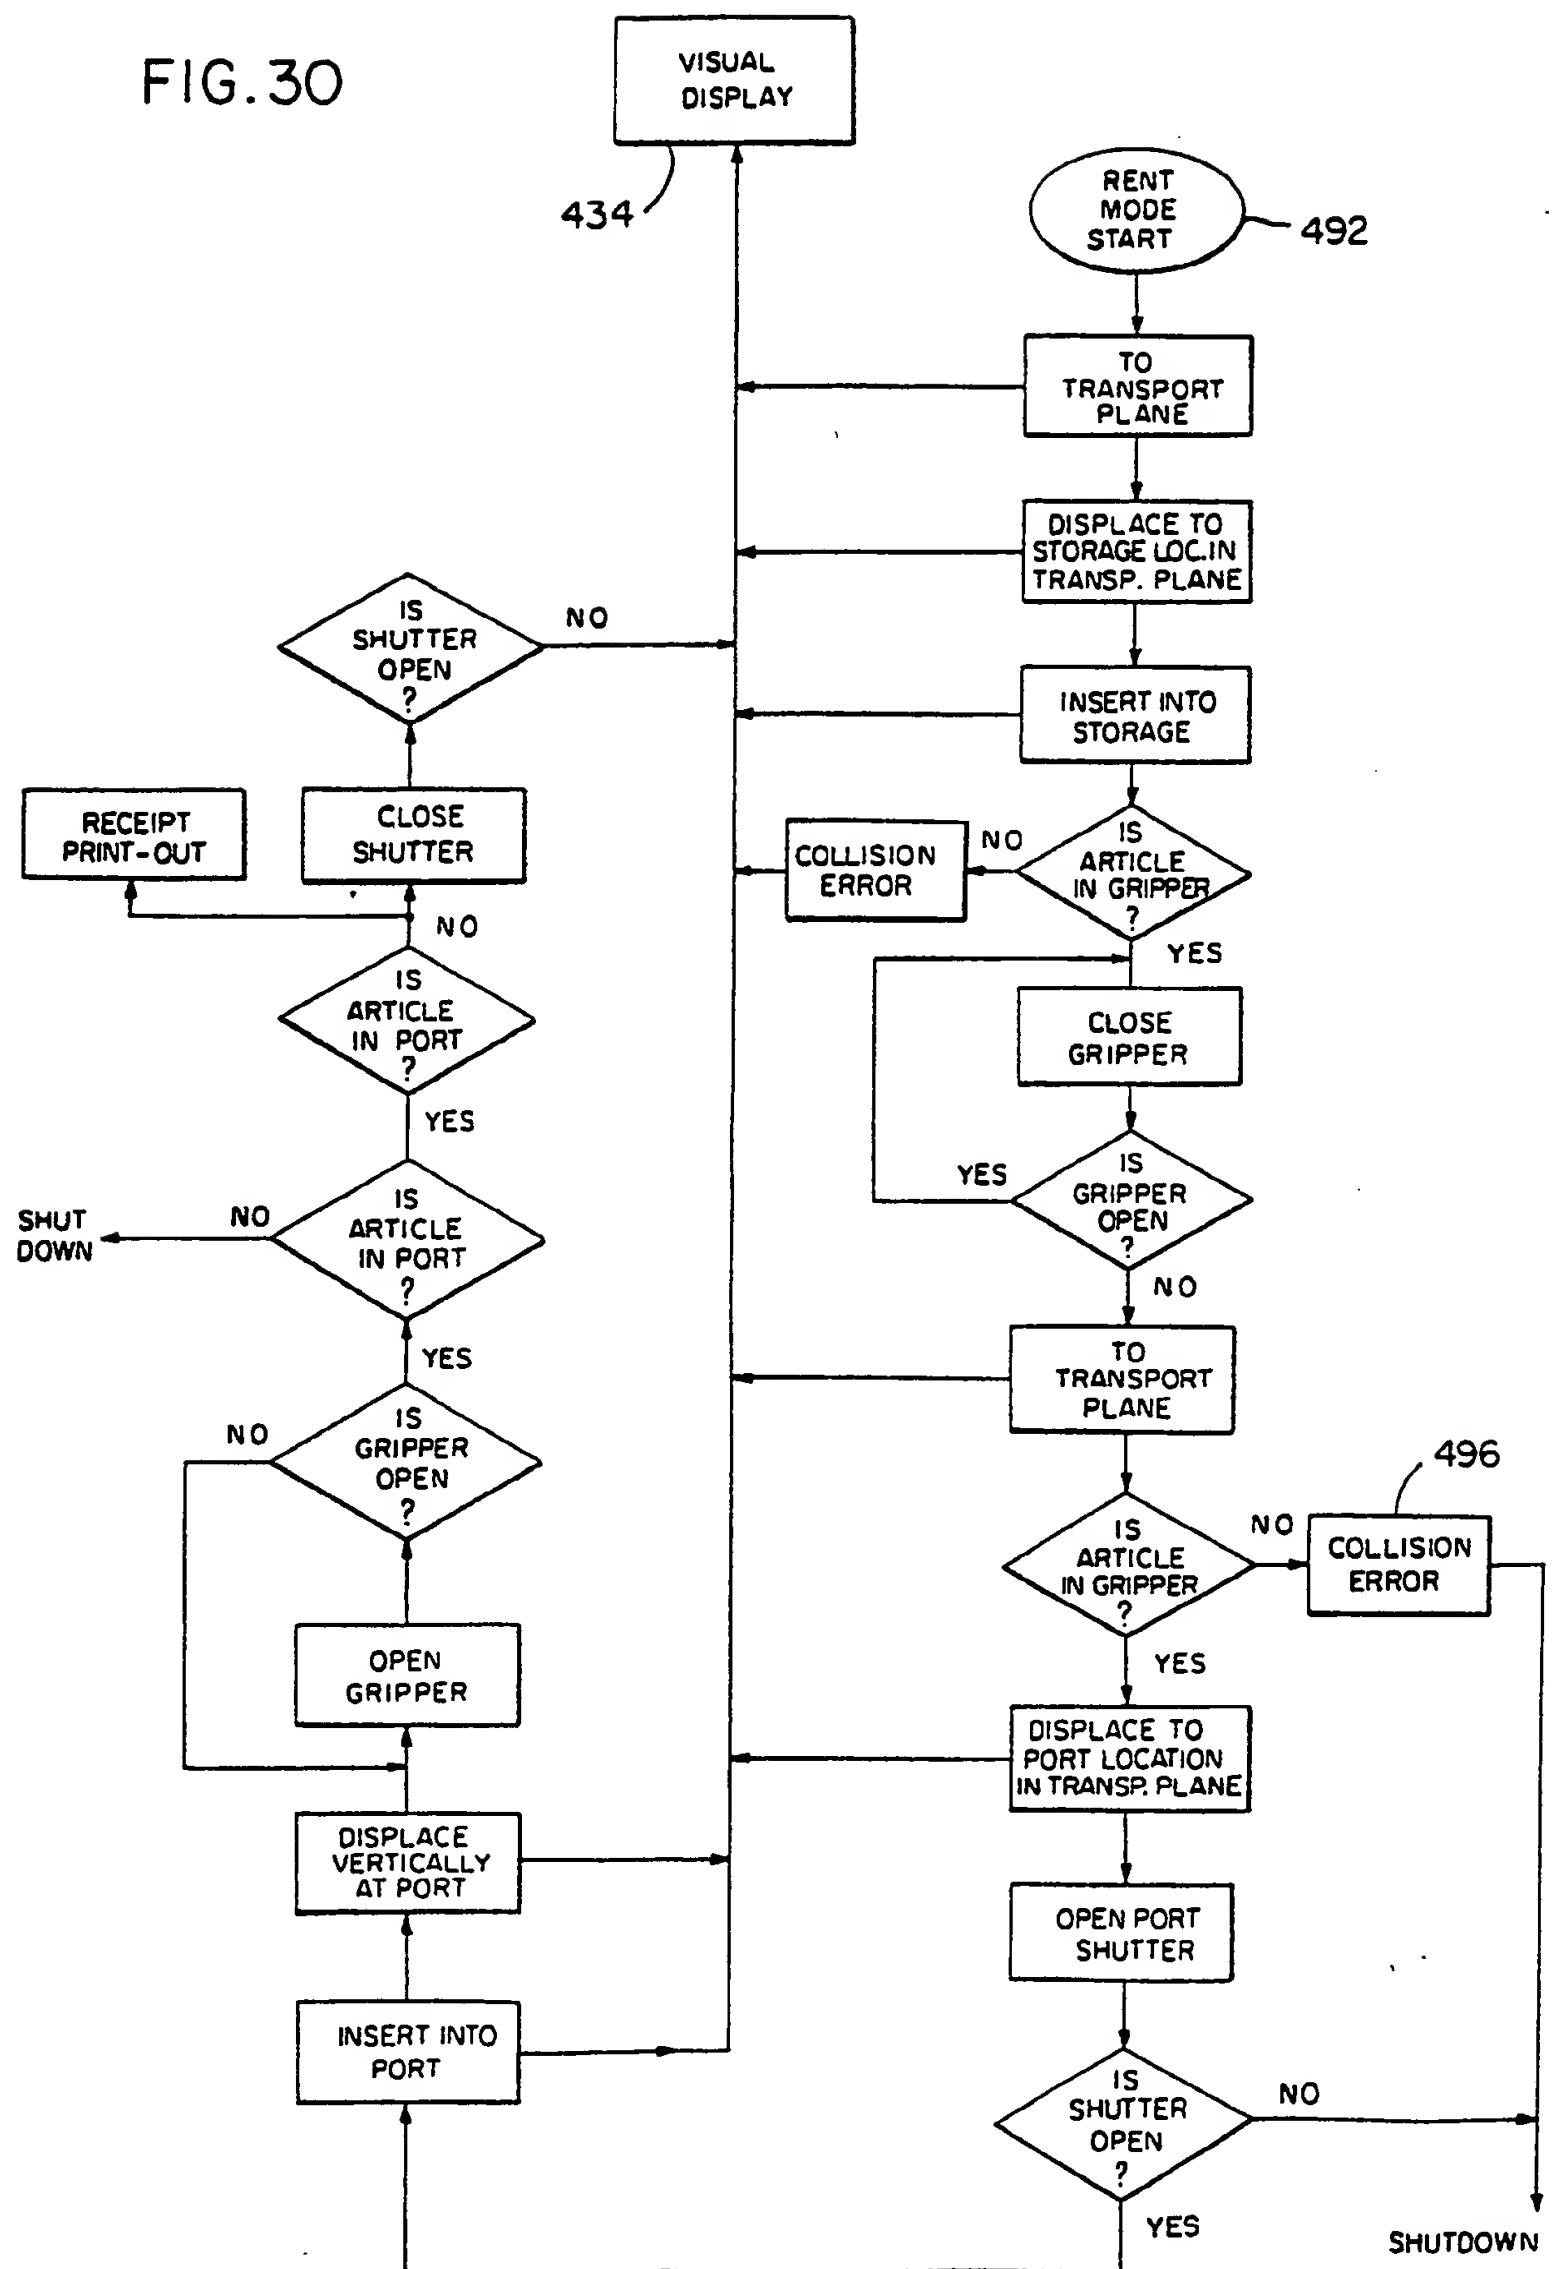 FIG. 30
VISUAL
DISPLAY
434
RENT
MODE
START
492
TO
TRANSPORT
PLANE
DISPLACE TO
STORAGE LOC. IN
TRANSP. PLANE
INSERT INTO
STORAGE
IS
ARTICLE
IN GRIPPER
?
NO
COLLISION
ERROR
YES
CLOSE
GRIPPER
IS
GRIPPER
OPEN
?
YES
NO
TO
TRANSPORT
PLANE
IS
ARTICLE
IN GRIPPER
?
NO
COLLISION
ERROR
496
YES
DISPLACE TO
PORT LOCATION
IN TRANSP. PLANE
OPEN PORT
SHUTTER
IS
SHUTTER
OPEN
?
NO
SHUTDOWN
YES
INSERT INTO
PORT
DISPLACE
VERTICALLY
AT PORT
OPEN
GRIPPER
IS
GRIPPER
OPEN
?
NO
YES
IS
ARTICLE
IN PORT
?
NO
SHUT
DOWN
YES
IS
ARTICLE
IN PORT
?
NO
RECEIPT
PRINT-OUT
CLOSE
SHUTTER
IS
SHUTTER
OPEN
?
NO